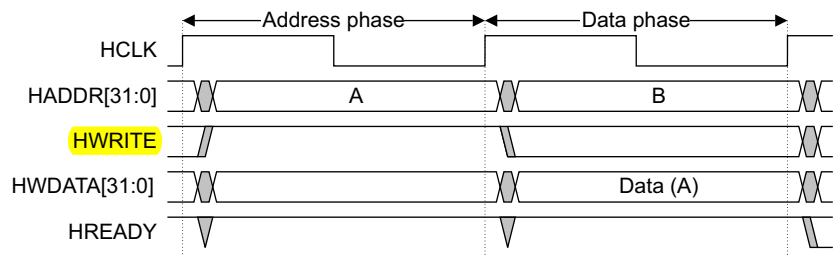 Address phase Data phase
HCLK
HADDR[31:0] A B
HWRITE
HWDATA[31:0] Data (A)
HREADY